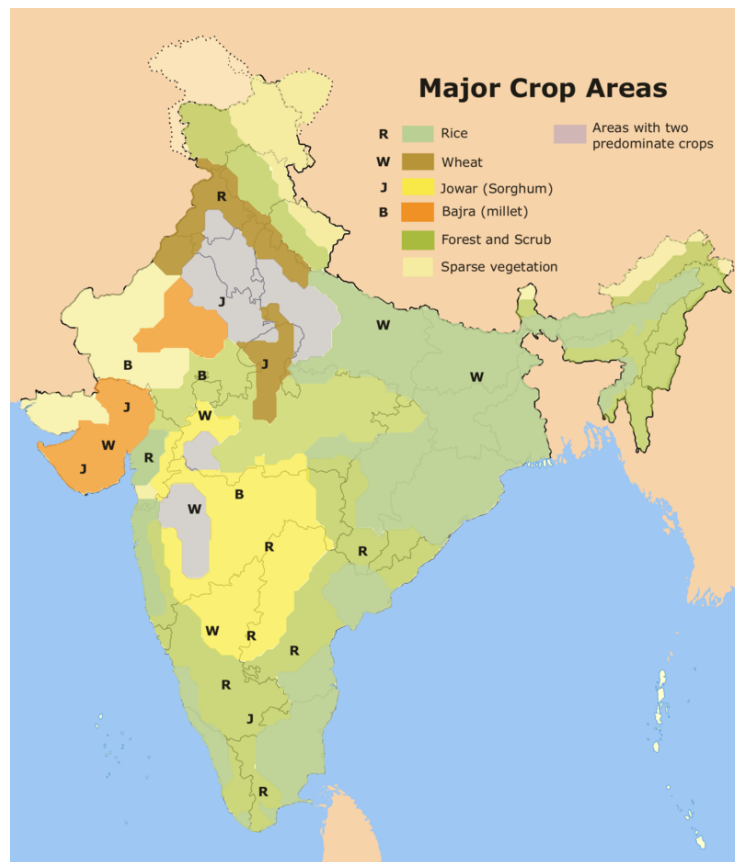 Major Crop Areas
R Rice
W Wheat
J Jowar (Sorghum)
B Bajra (millet)
Forest and Scrub
Sparse vegetation
Areas with two
predominate crops
R
J
W
W
J
B
B
J
W
W
R
J
W
B
R
R
W
R
R
R
J
R